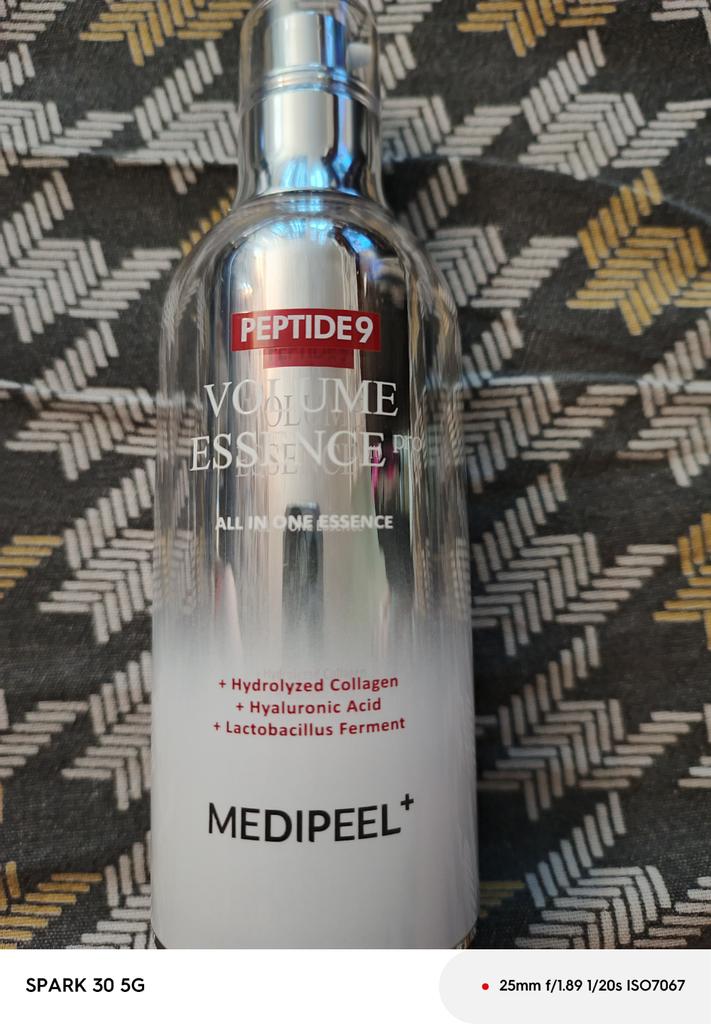 PEPTIDE9
VOLUME
ESSENCE pro
ALL IN ONE ESSENCE
+ Hydrolyzed Collagen
+ Hyaluronic Acid
+ Lactobacillus Ferment
MEDIPEEL+
SPARK 30 5G
25mm f/1.89 1/20s ISO7067